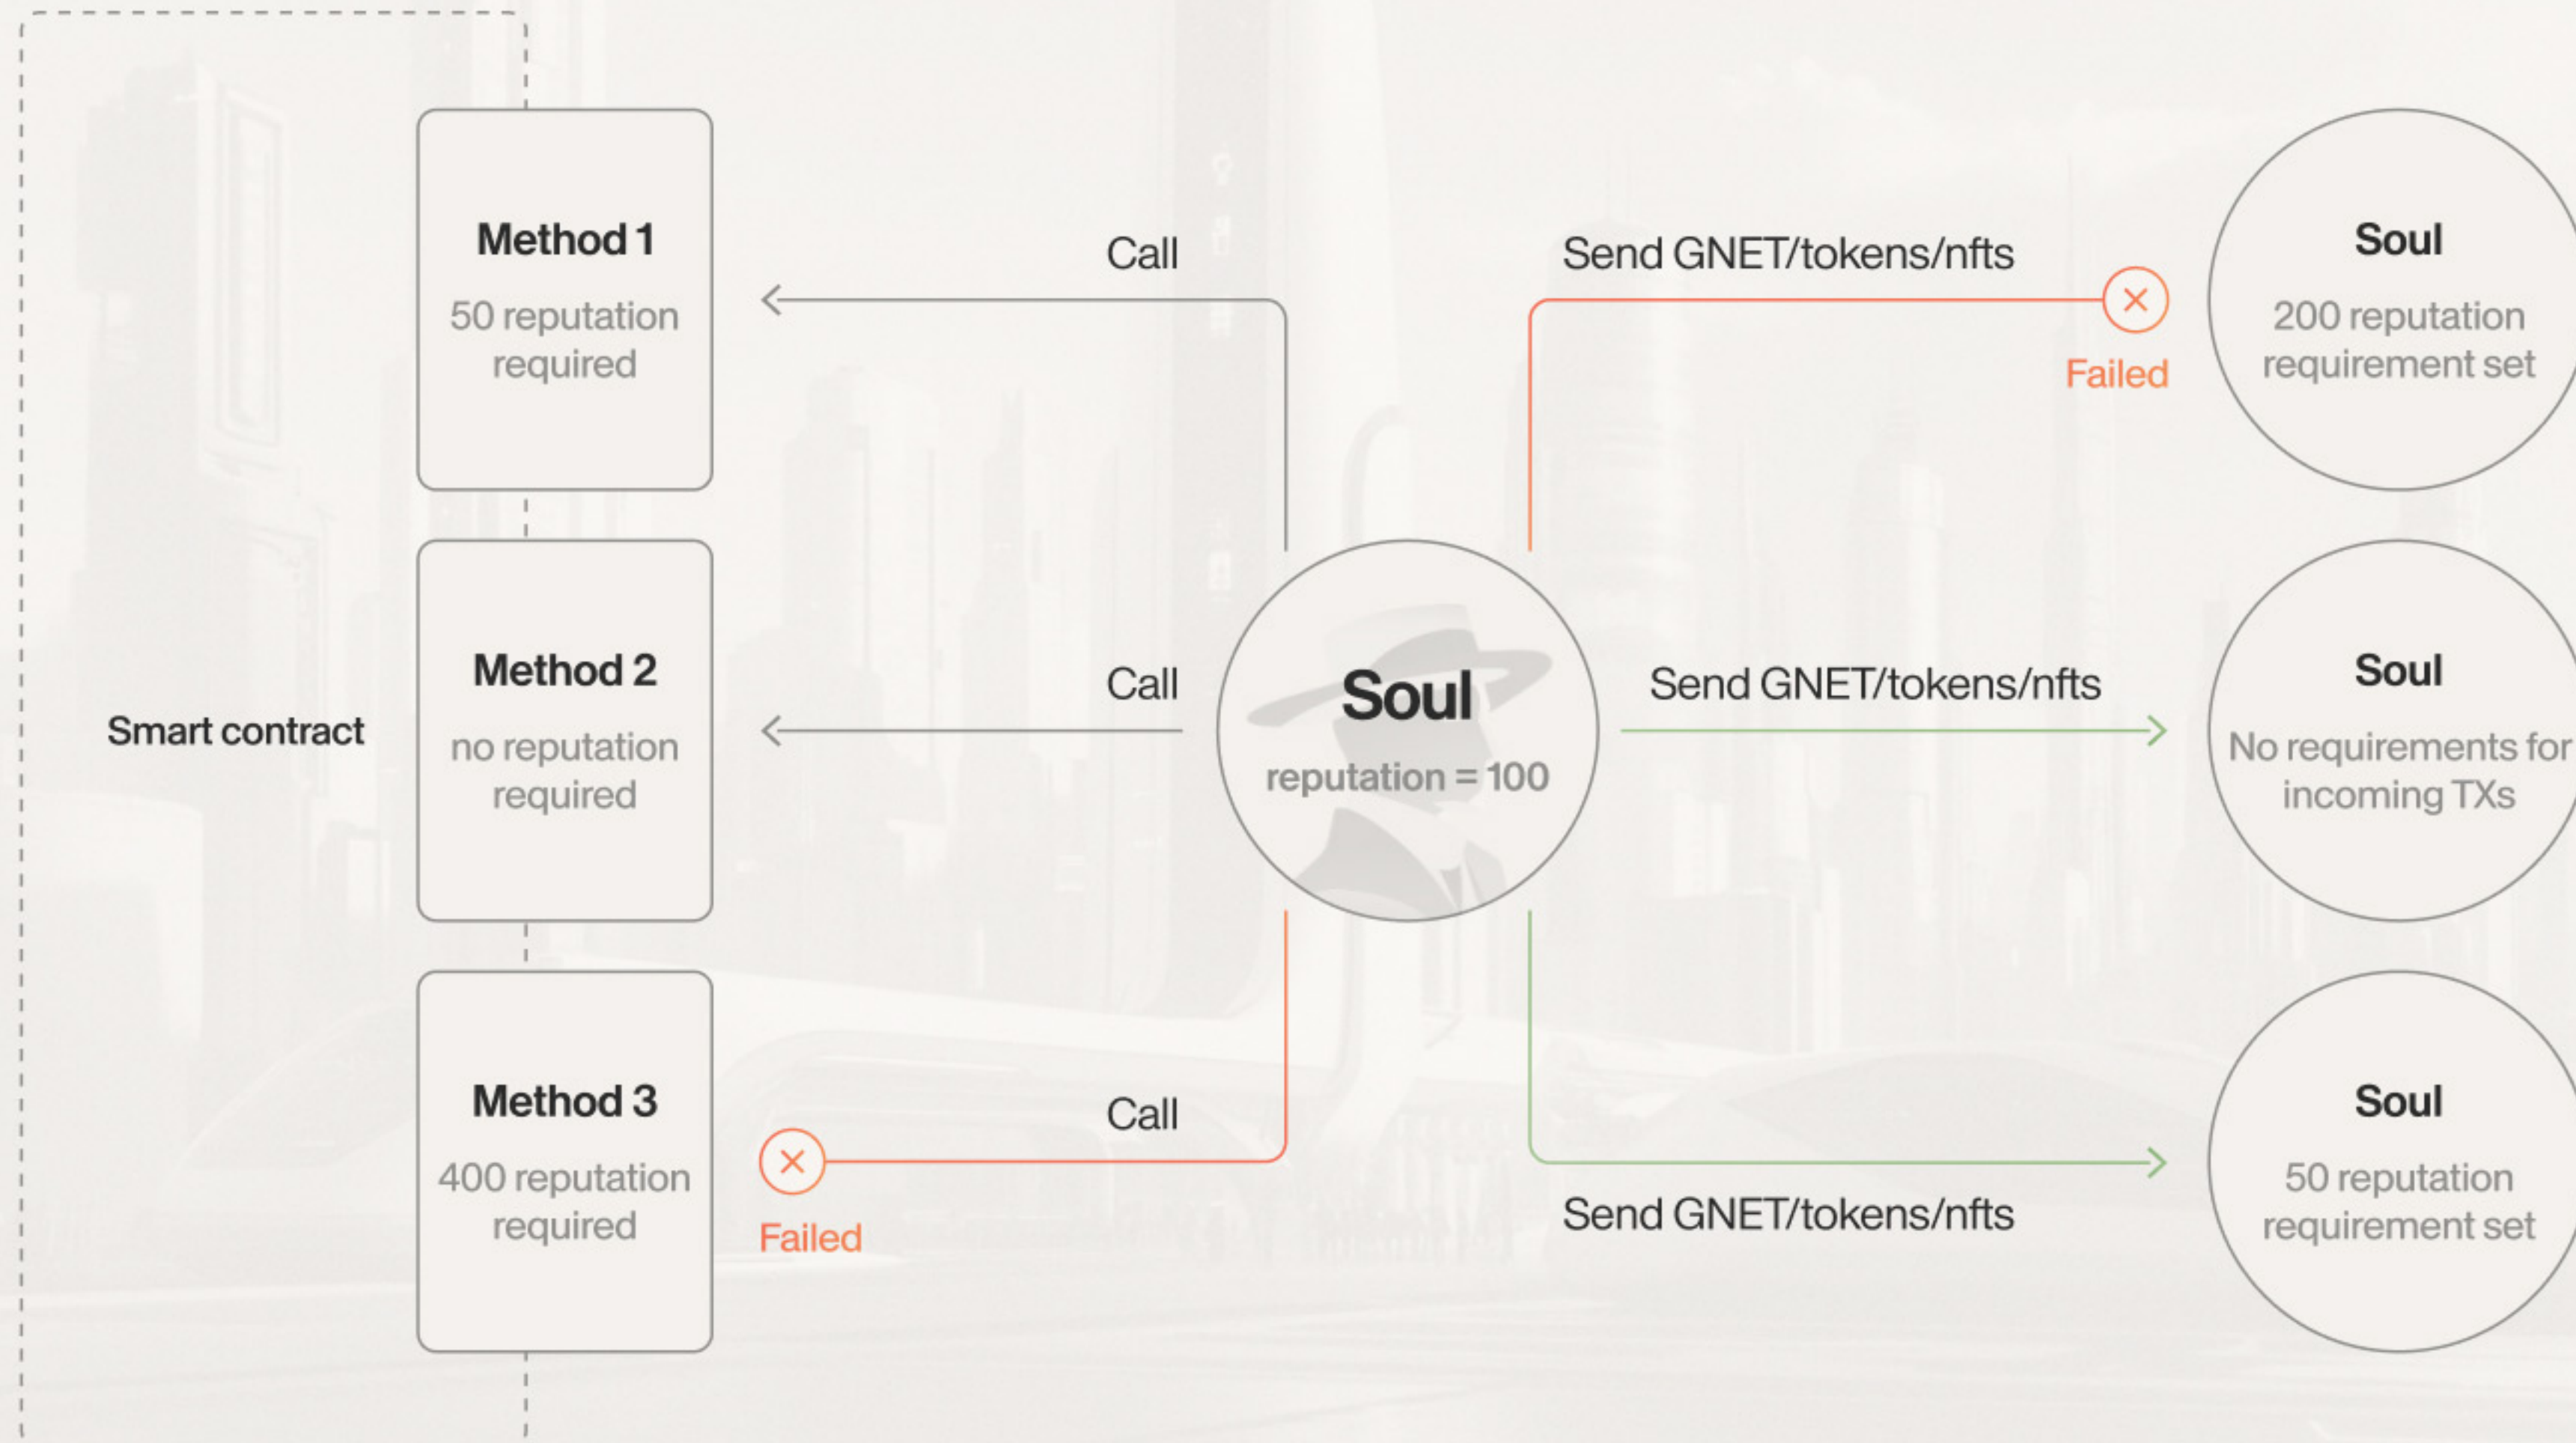 Method 1
50 reputation
required
Call
Send GNET/tokens/nfts
Failed
Soul
200 reputation
requirement set
Smart contract
Method 2
no reputation
required
Call
Soul
reputation = 100
Send GNET/tokens/nfts
Soul
No requirements for
incoming TXs
Method 3
400 reputation
required
Call
Failed
Send GNET/tokens/nfts
Soul
50 reputation
requirement set